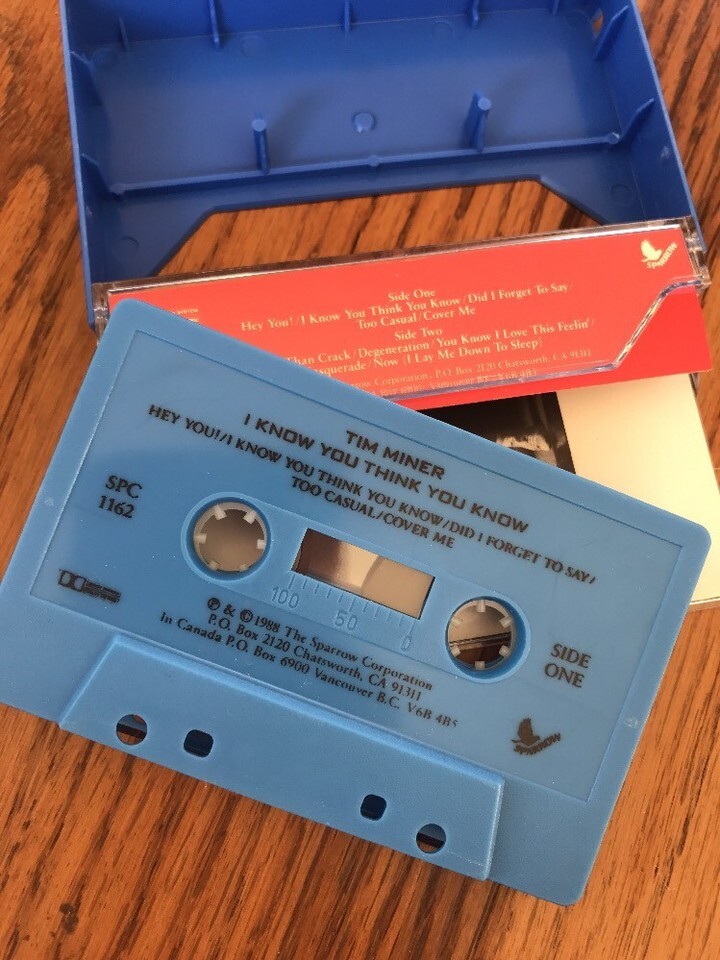 SPARROW
Side One
Hey You!/I Know You Think You Know/Did I Forget To Say/
Too Casual/Cover Me
Side Two
Than Crack/Degeneration/You Know I Love This Feelin'/
Now (I Lay Me Down To Sleep)
Corporation, P.O. Box 2120 Chatsworth, CA 91311
Vancouver B.C. V6B 4B5
TIM MINER
I KNOW YOU THINK YOU KNOW
HEY YOU!/I KNOW YOU THINK YOU KNOW/DID I FORGET TO SAY/
TOO CASUAL/COVER ME
SPC
1162
100 50 0
℗ & ©1988 The Sparrow Corporation
P.O. Box 2120 Chatsworth, CA 91311
In Canada P.O. Box 6900 Vancouver B.C. V6B 4B5
SIDE
ONE
SPARROW